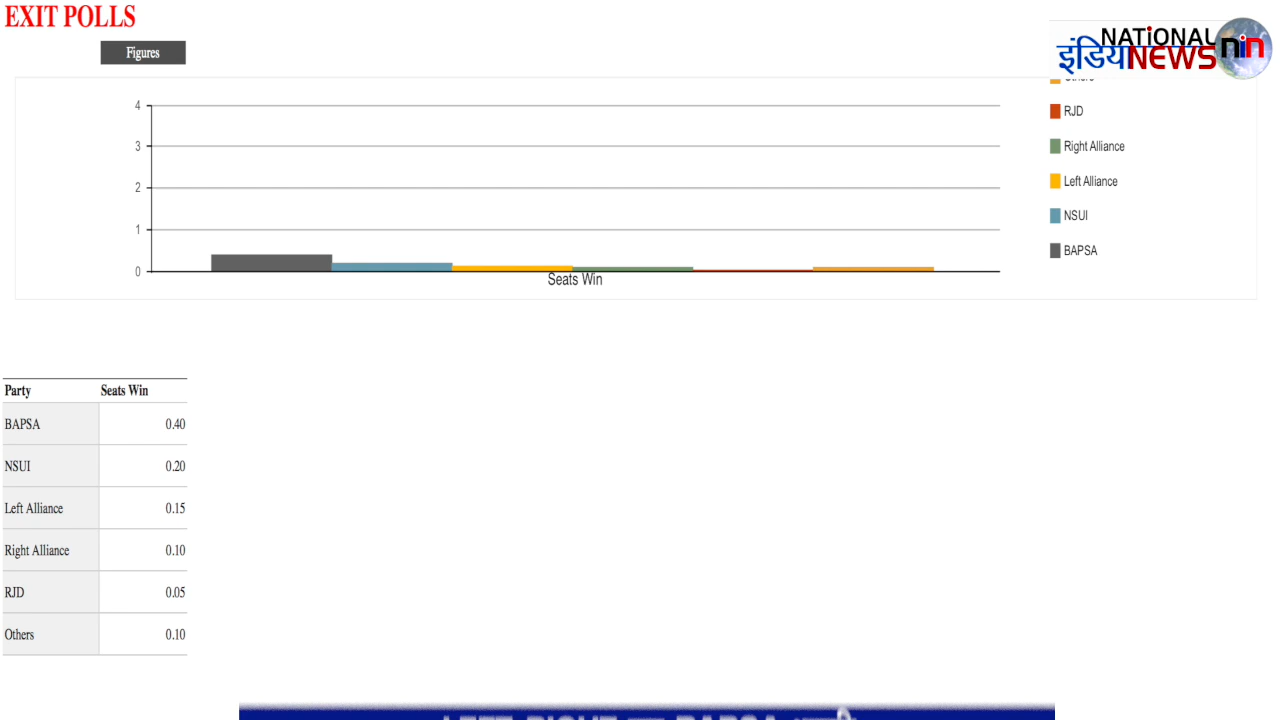 EXIT POLLS
Figures
NATiONAL
इंडियाNEWS
NiN
Others
4
RJD
3
Right Alliance
2
Left Alliance
1
NSUI
0
BAPSA
Seats Win
Party Seats Win
BAPSA 0.40
NSUI 0.20
Left Alliance 0.15
Right Alliance 0.10
RJD 0.05
Others 0.10